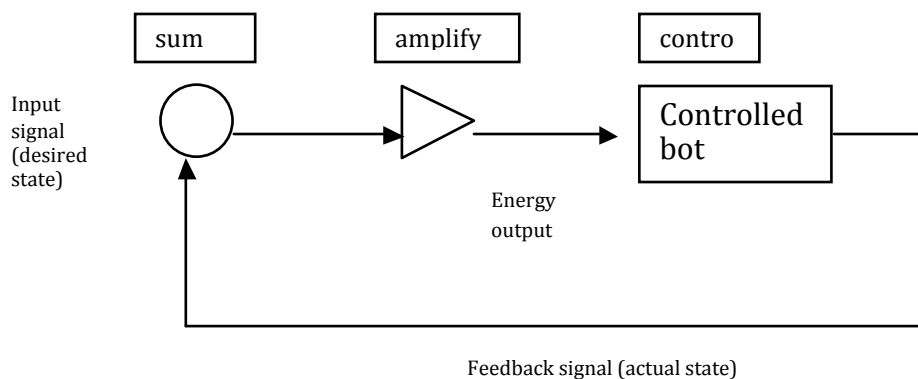 sum
amplify
contro
Input
signal
(desired
state)
Controlled
bot
Energy
output
Feedback signal (actual state)